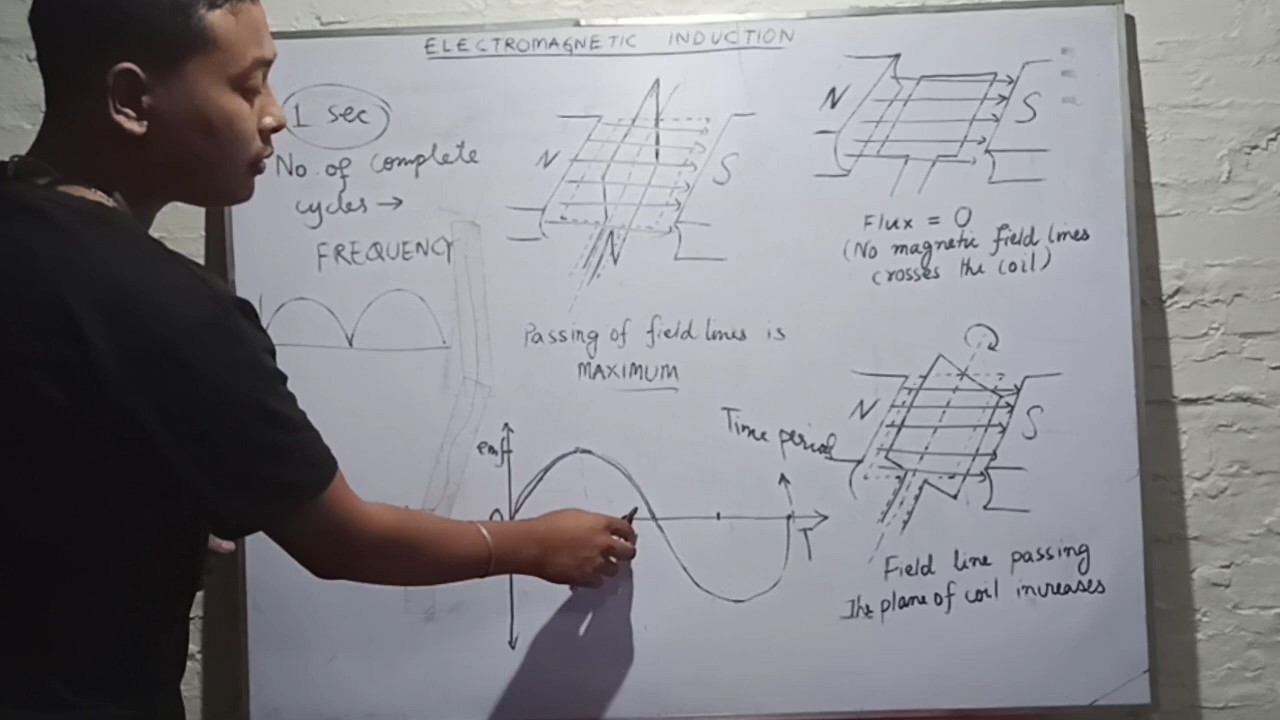 ELECTROMAGNETIC INDUCTION
1 sec
No. of complete
cycles →
FREQUENCY
N
S
N
Passing of field lines is
MAXIMUM
N
S
Flux = 0
(No magnetic field lines
crosses the coil)
emf
0
Time period
T
N
S
Field line passing
The plane of coil increases